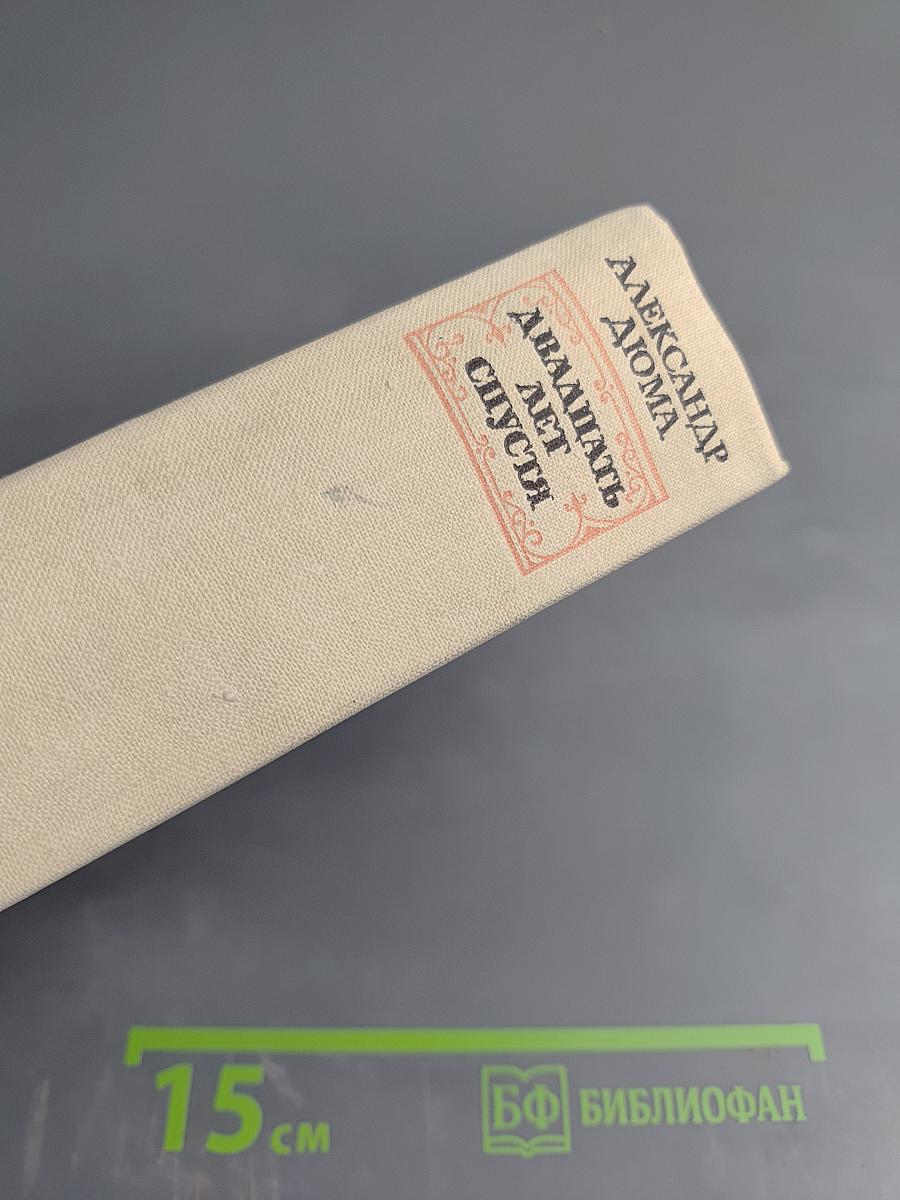 АЛЕКСАНДР
ДЮМА
ДВАДЦАТЬ
ЛЕТ
СПУСТЯ
15 см
БФ БИБЛИОФАН